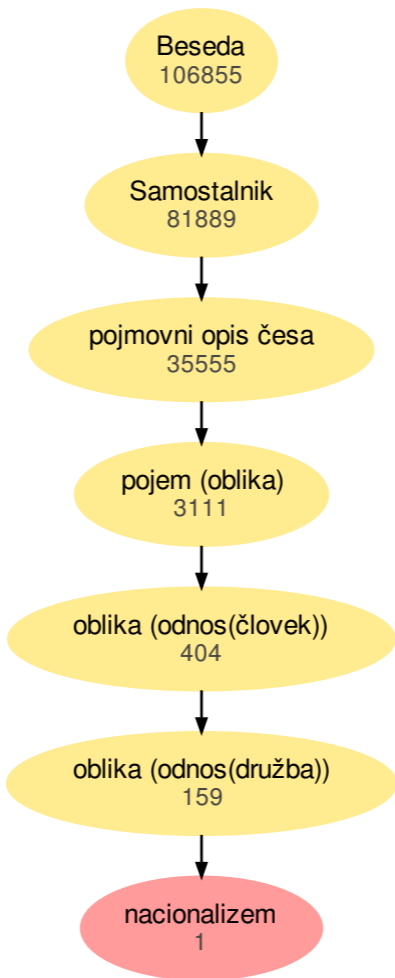 Beseda
106855
Samostalnik
81889
pojmovni opis česa
35555
pojem (oblika)
3111
oblika (odnos(človek))
404
oblika (odnos(družba))
159
nacionalizem
1